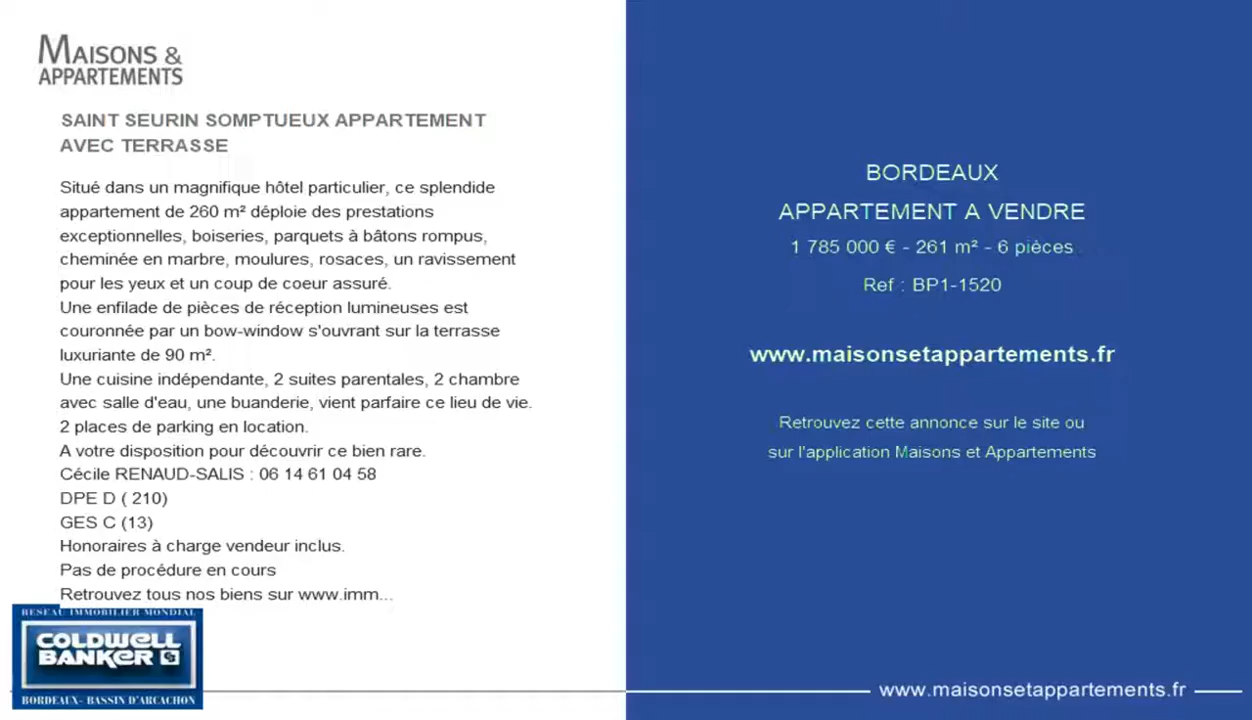 MAISONS &
APPARTEMENTS
SAINT SEURIN SOMPTUEUX APPARTEMENT
AVEC TERRASSE
Situé dans un magnifique hôtel particulier, ce splendide
appartement de 260 m² déploie des prestations
exceptionnelles, boiseries, parquets à bâtons rompus,
cheminée en marbre, moulures, rosaces, un ravissement
pour les yeux et un coup de coeur assuré.
Une enfilade de pièces de réception lumineuses est
couronnée par un bow-window s'ouvrant sur la terrasse
luxuriante de 90 m².
Une cuisine indépendante, 2 suites parentales, 2 chambre
avec salle d'eau, une buanderie, vient parfaire ce lieu de vie.
2 places de parking en location.
A votre disposition pour découvrir ce bien rare.
Cécile RENAUD-SALIS : 06 14 61 04 58
DPE D ( 210)
GES C (13)
Honoraires à charge vendeur inclus.
Pas de procédure en cours
Retrouvez tous nos biens sur www.imm...
RESEAU IMMOBILIER MONDIAL
COLDWELL
BANKER CB
BORDEAUX- BASSIN D'ARCACHON
BORDEAUX
APPARTEMENT A VENDRE
1 785 000 € - 261 m² - 6 pièces
Ref : BP1-1520
www.maisonsetappartements.fr
Retrouvez cette annonce sur le site ou
sur l'application Maisons et Appartements
www.maisonsetappartements.fr